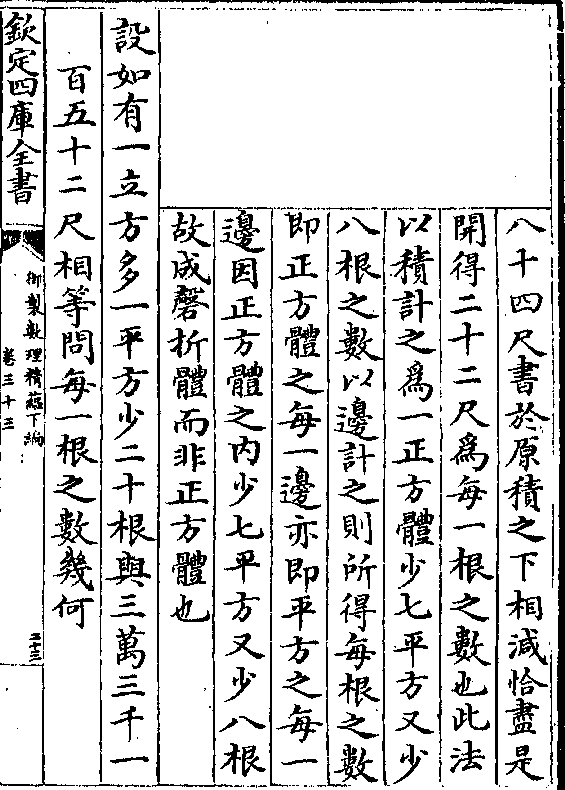 八十四尺書於原積之下相減恰盡是
開得二十二尺爲每一根之數也此法
以積計之爲一正方體少七平方又少
八根之數以邊計之則所得每根之數
即正方體之每一邊亦即平方之每一
邊因正方體之内少七平方又少八根
故成磬折體而非正方體也
設如有一立方多一平方少二十根與三萬三千一
百五十二尺相等問每一根之數幾何
欽定四庫全書
御製數理精蘊下編
卷三十三
三十三